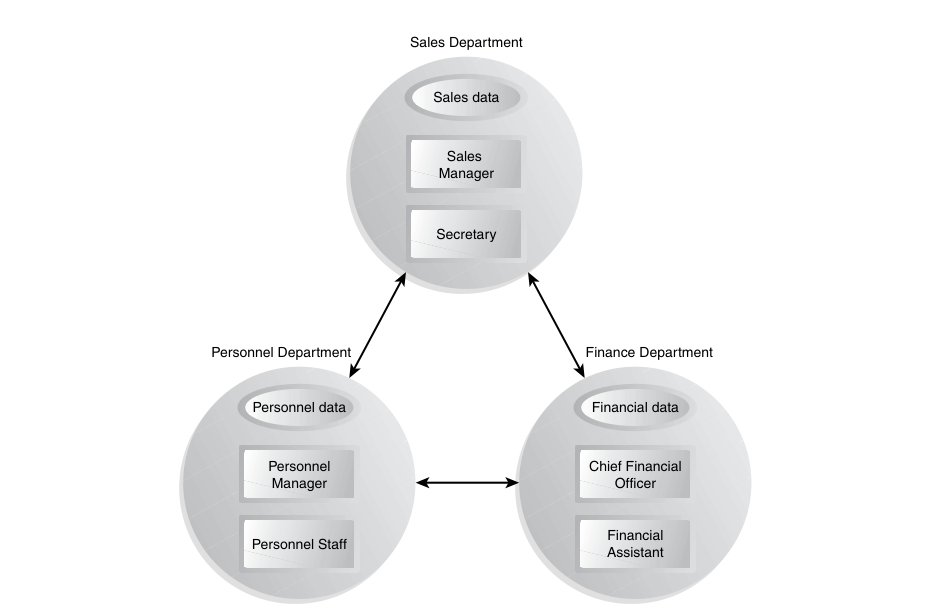 Sales Department
Sales data
Sales
Manager
Secretary
Personnel Department
Personnel data
Personnel
Manager
Personnel Staff
Finance Department
Financial data
Chief Financial
Officer
Financial
Assistant